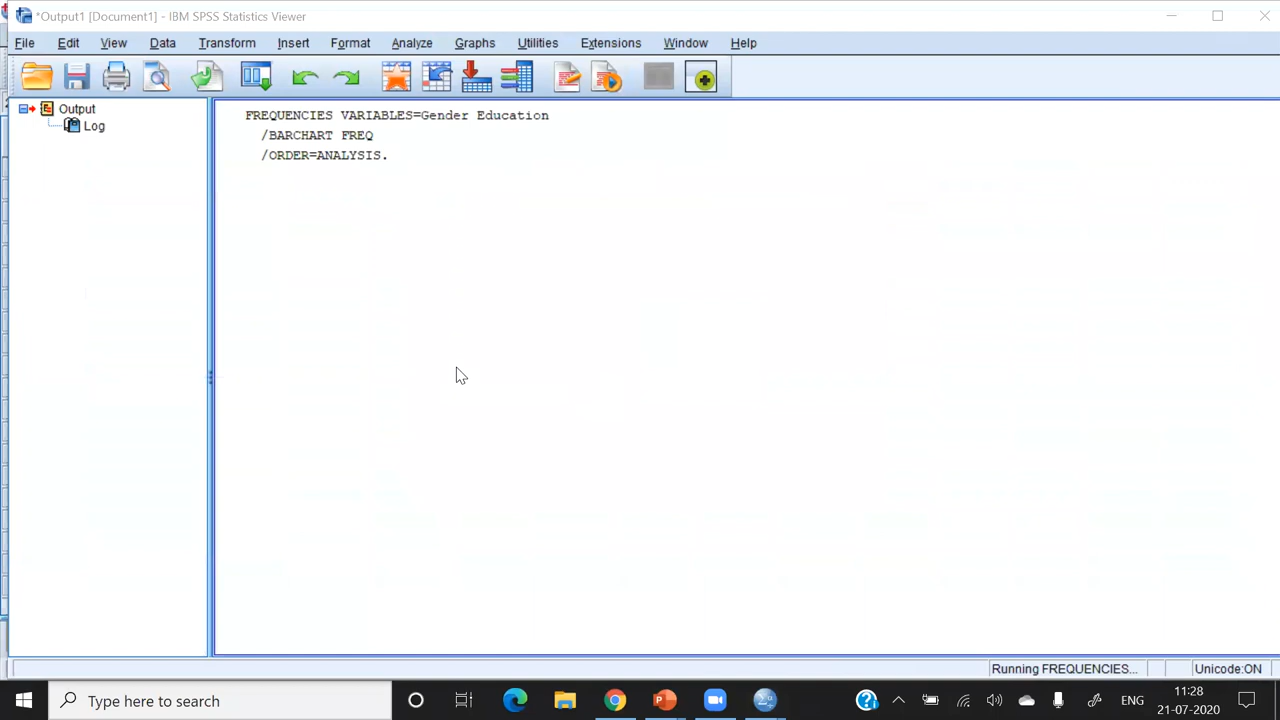 *Output1 [Document1] - IBM SPSS Statistics Viewer
File Edit View Data Transform Insert Format Analyze Graphs Utilities Extensions Window Help
Output
Log
FREQUENCIES VARIABLES=Gender Education
/BARCHART FREQ
/ORDER=ANALYSIS.
Running FREQUENCIES...
Unicode:ON
Type here to search
ENG
11:28
21-07-2020